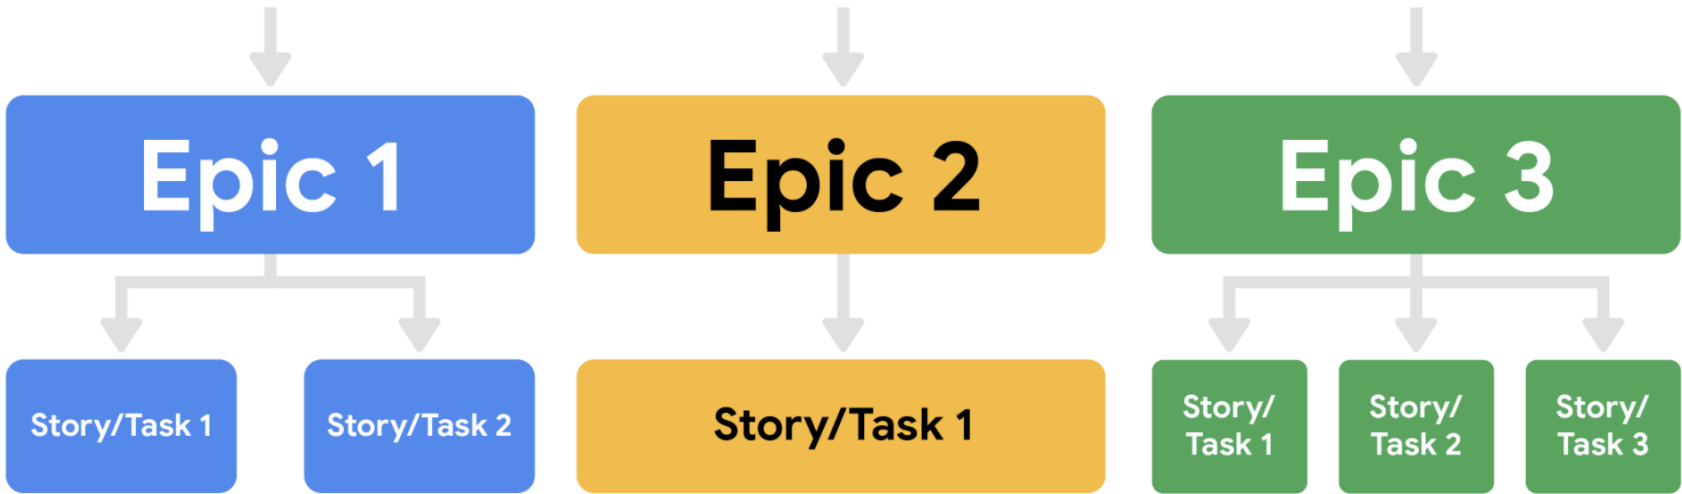 Epic 1
Epic 2
Epic 3
Story/Task 1
Story/Task 2
Story/Task 1
Story/
Task 1
Story/
Task 2
Story/
Task 3